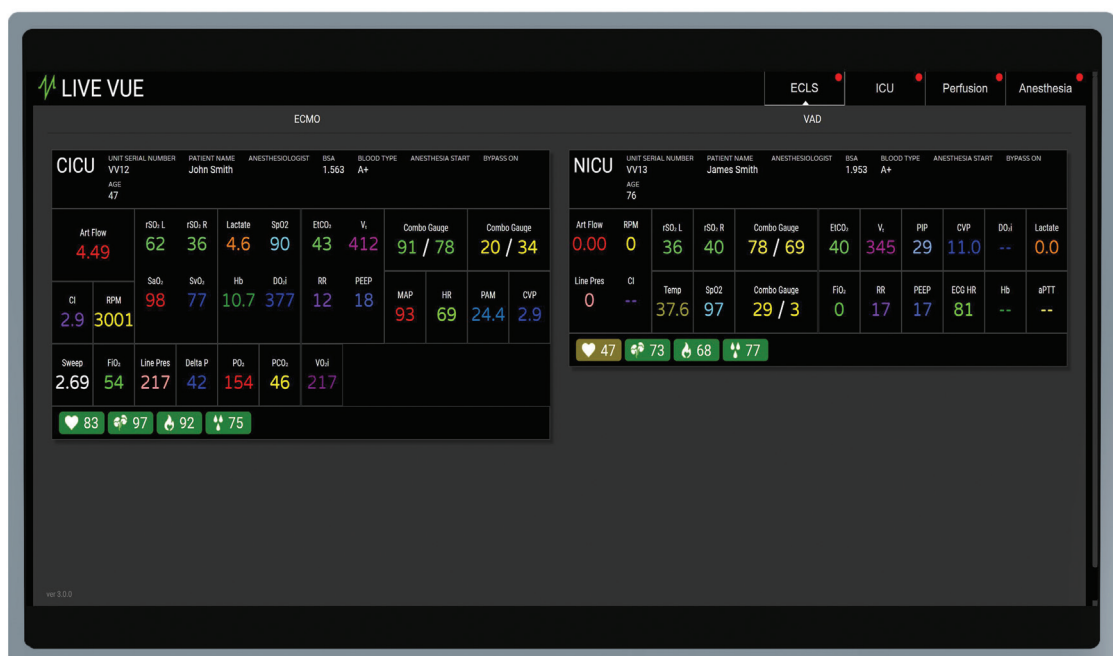 LIVE VUE
ECLS ICU Perfusion Anesthesia
ECMO VAD
CICU
UNIT SERIAL NUMBER PATIENT NAME ANESTHESIOLOGIST BSA BLOOD TYPE ANESTHESIA START BYPASS ON
VV12 John Smith 1.563 A+
AGE
47
Art Flow rSO₂ L rSO₂ R Lactate SpO2 EtCO₂ Vₜ Combo Gauge Combo Gauge
4.49 62 36 4.6 90 43 412 91 / 78 20 / 34
SaO₂ SvO₂ Hb DO₂i RR PEEP
98 77 10.7 377 12 18
CI RPM MAP HR PAM CVP
2.9 3001 93 69 24.4 2.9
Sweep FiO₂ Line Pres Delta P PO₂ PCO₂ VO₂i
2.69 54 217 42 154 46 217
83 97 92 75
NICU
UNIT SERIAL NUMBER PATIENT NAME ANESTHESIOLOGIST BSA BLOOD TYPE ANESTHESIA START BYPASS ON
VV13 James Smith 1.953 A+
AGE
76
Art Flow RPM rSO₂ L rSO₂ R Combo Gauge EtCO₂ Vₜ PIP CVP DO₂i Lactate
0.00 0 36 40 78 / 69 40 345 29 11.0 -- 0.0
Line Pres CI Temp SpO2 Combo Gauge FiO₂ RR PEEP ECG HR Hb aPTT
0 -- 37.6 97 29 / 3 0 17 17 81 -- --
47 73 68 77
ver 3.0.0